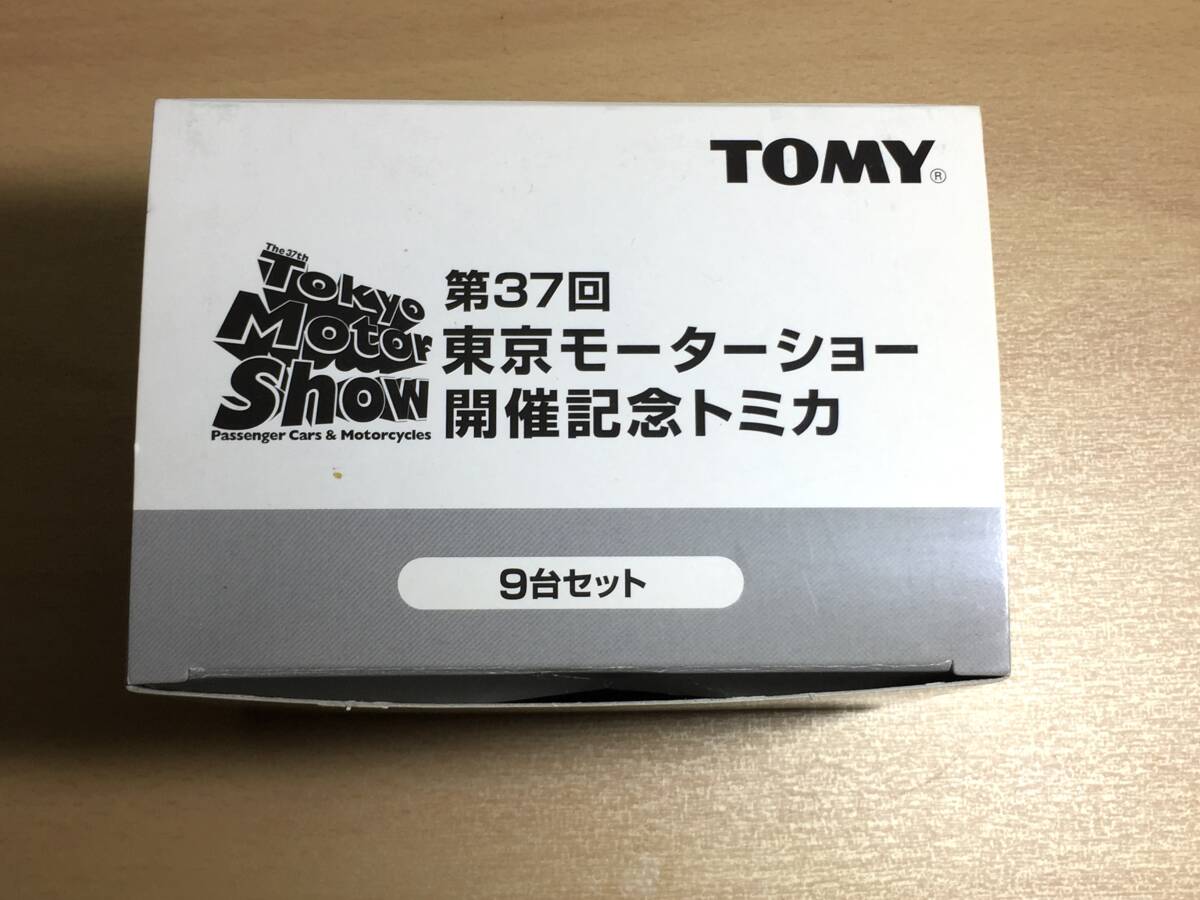 TOMY®
The 37th
Tokyo
Motor
Show
Passenger Cars & Motorcycles
第37回
東京モーターショー
開催記念トミカ
9台セット